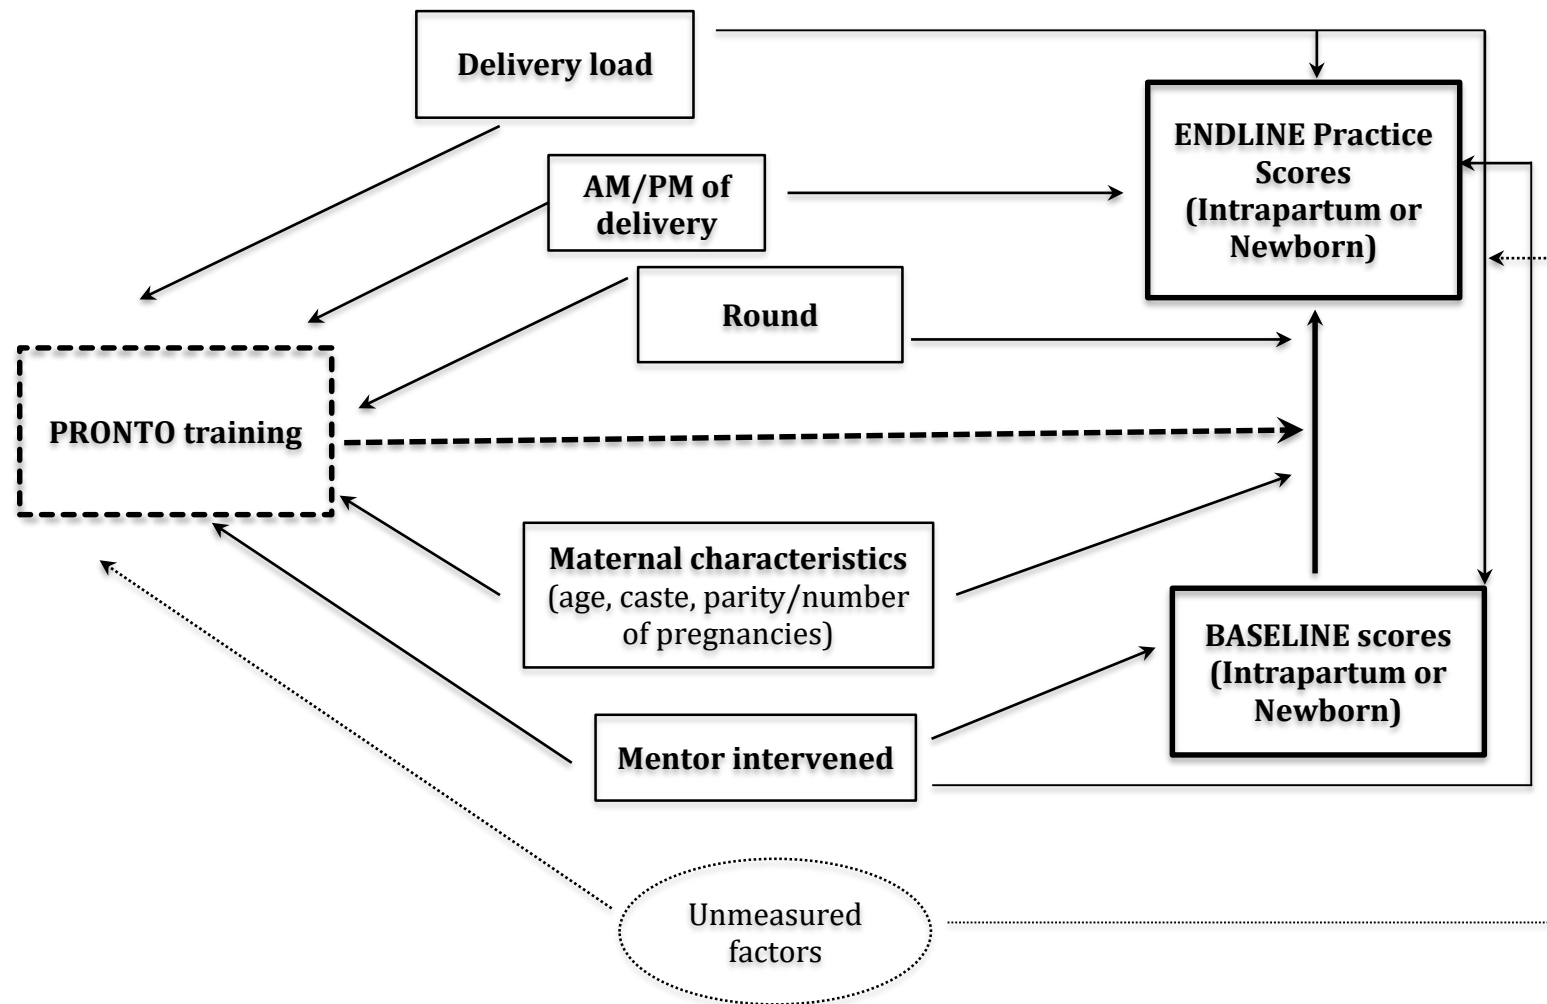 Delivery load
ENDLINE Practice
Scores
(Intrapartum or
Newborn)
AM/PM of
delivery
Round
PRONTO training
Maternal characteristics
(age, caste, parity/number
of pregnancies)
BASELINE scores
(Intrapartum or
Newborn)
Mentor intervened
Unmeasured
factors